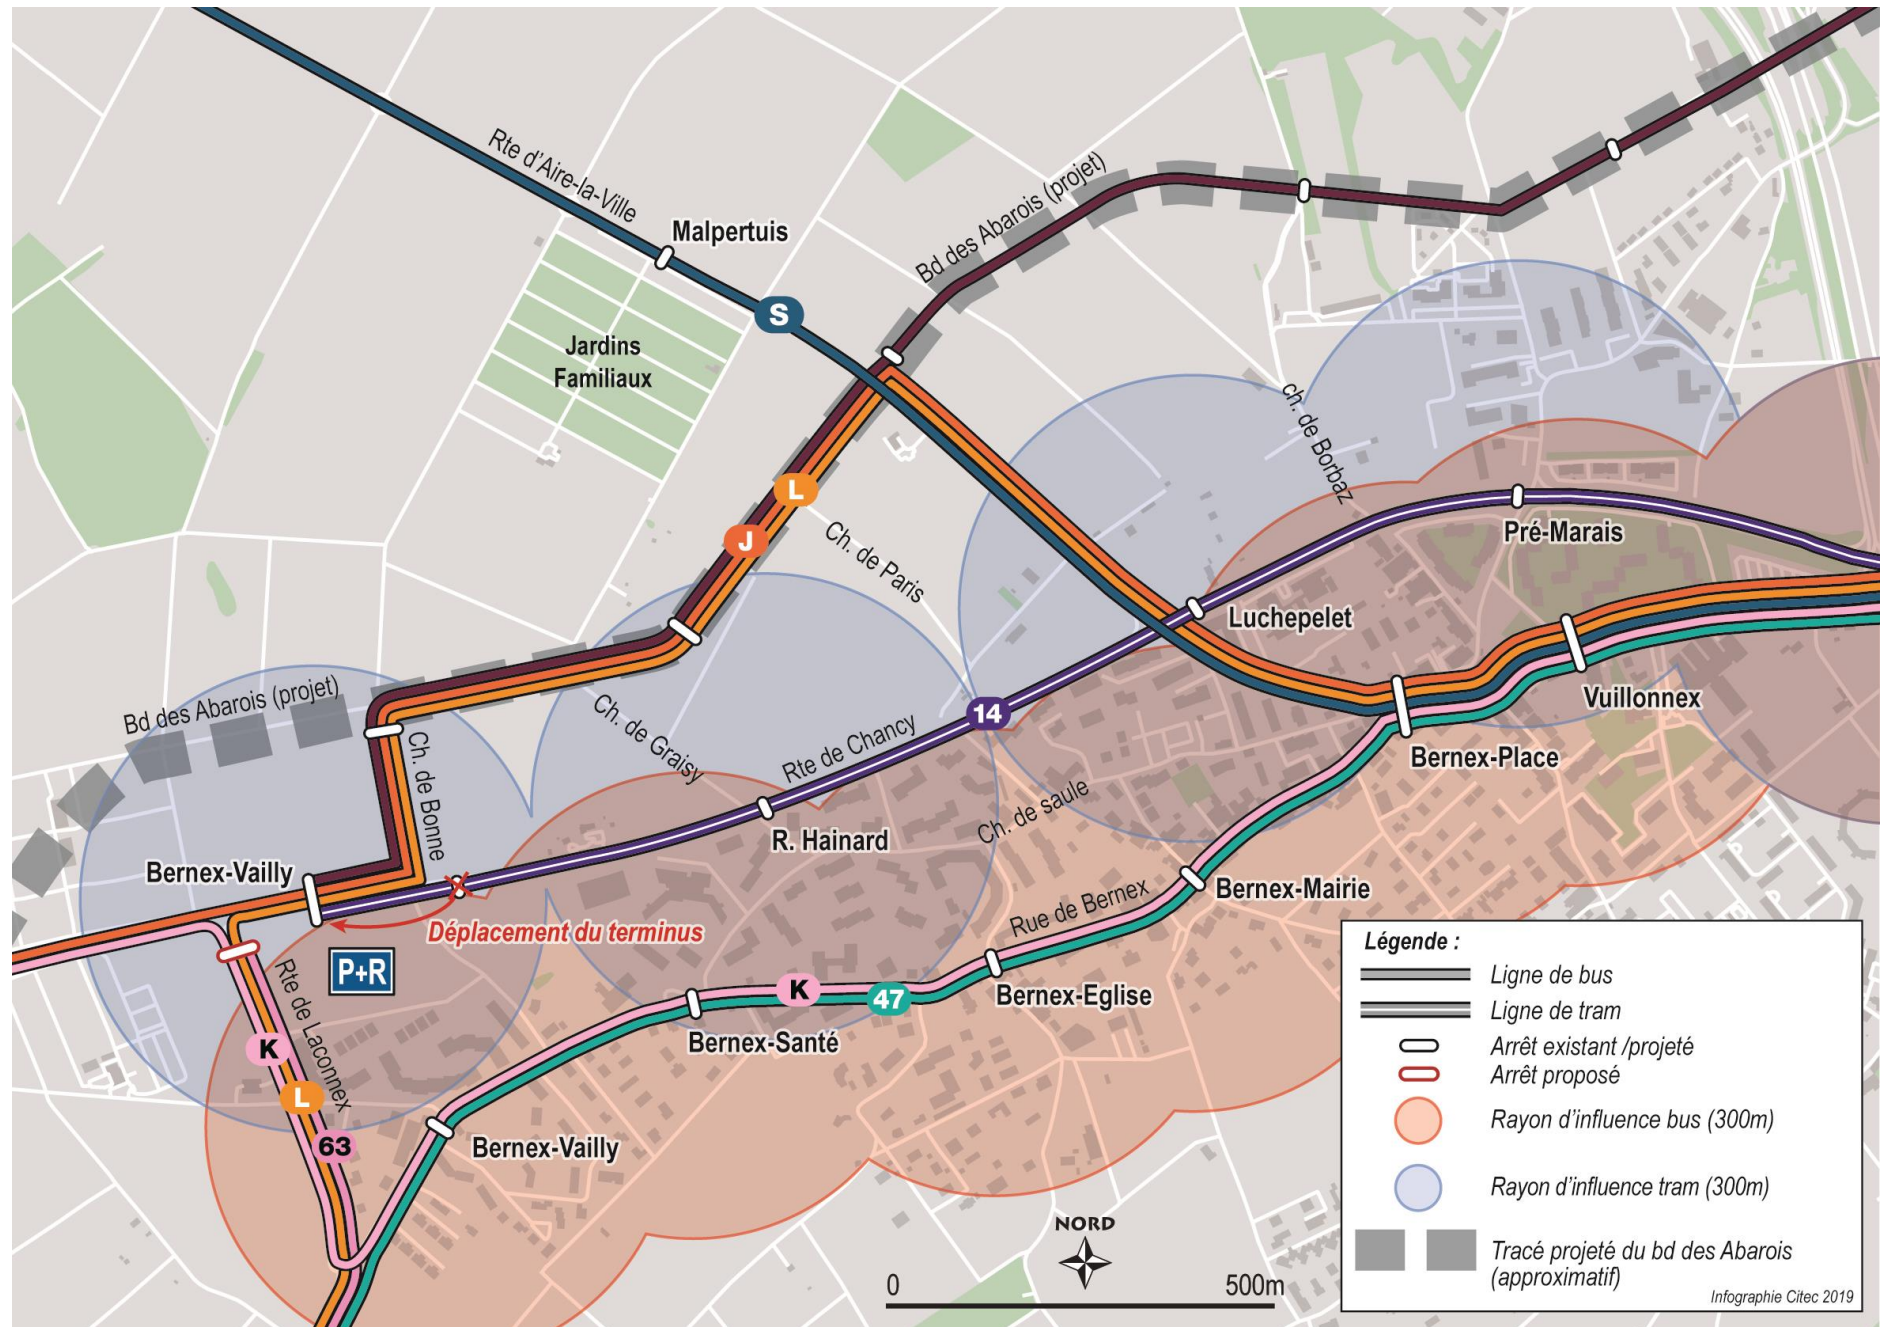 Rte d'Aire-la-Ville
Malpertuis
S
Jardins
Familiaux
Bd des Abarois (projet)
ch. de Borbaz
L
J
Ch. de Paris
Pré-Marais
Luchepelet
Vuillonnex
Bd des Abarois (projet)
Ch. de Graisy
14
Rte de Chancy
Bernex-Place
Ch. de Bonne
Ch. de saule
R. Hainard
Bernex-Vailly
Bernex-Mairie
Rue de Bernex
Déplacement du terminus
P+R
Rte de Laconnex
K
47
Bernex-Eglise
Bernex-Santé
K
L
63
Bernex-Vailly
NORD
0
500m
Légende :
Ligne de bus
Ligne de tram
Arrêt existant /projeté
Arrêt proposé
Rayon d'influence bus (300m)
Rayon d'influence tram (300m)
Tracé projeté du bd des Abarois
(approximatif)
Infographie Citec 2019